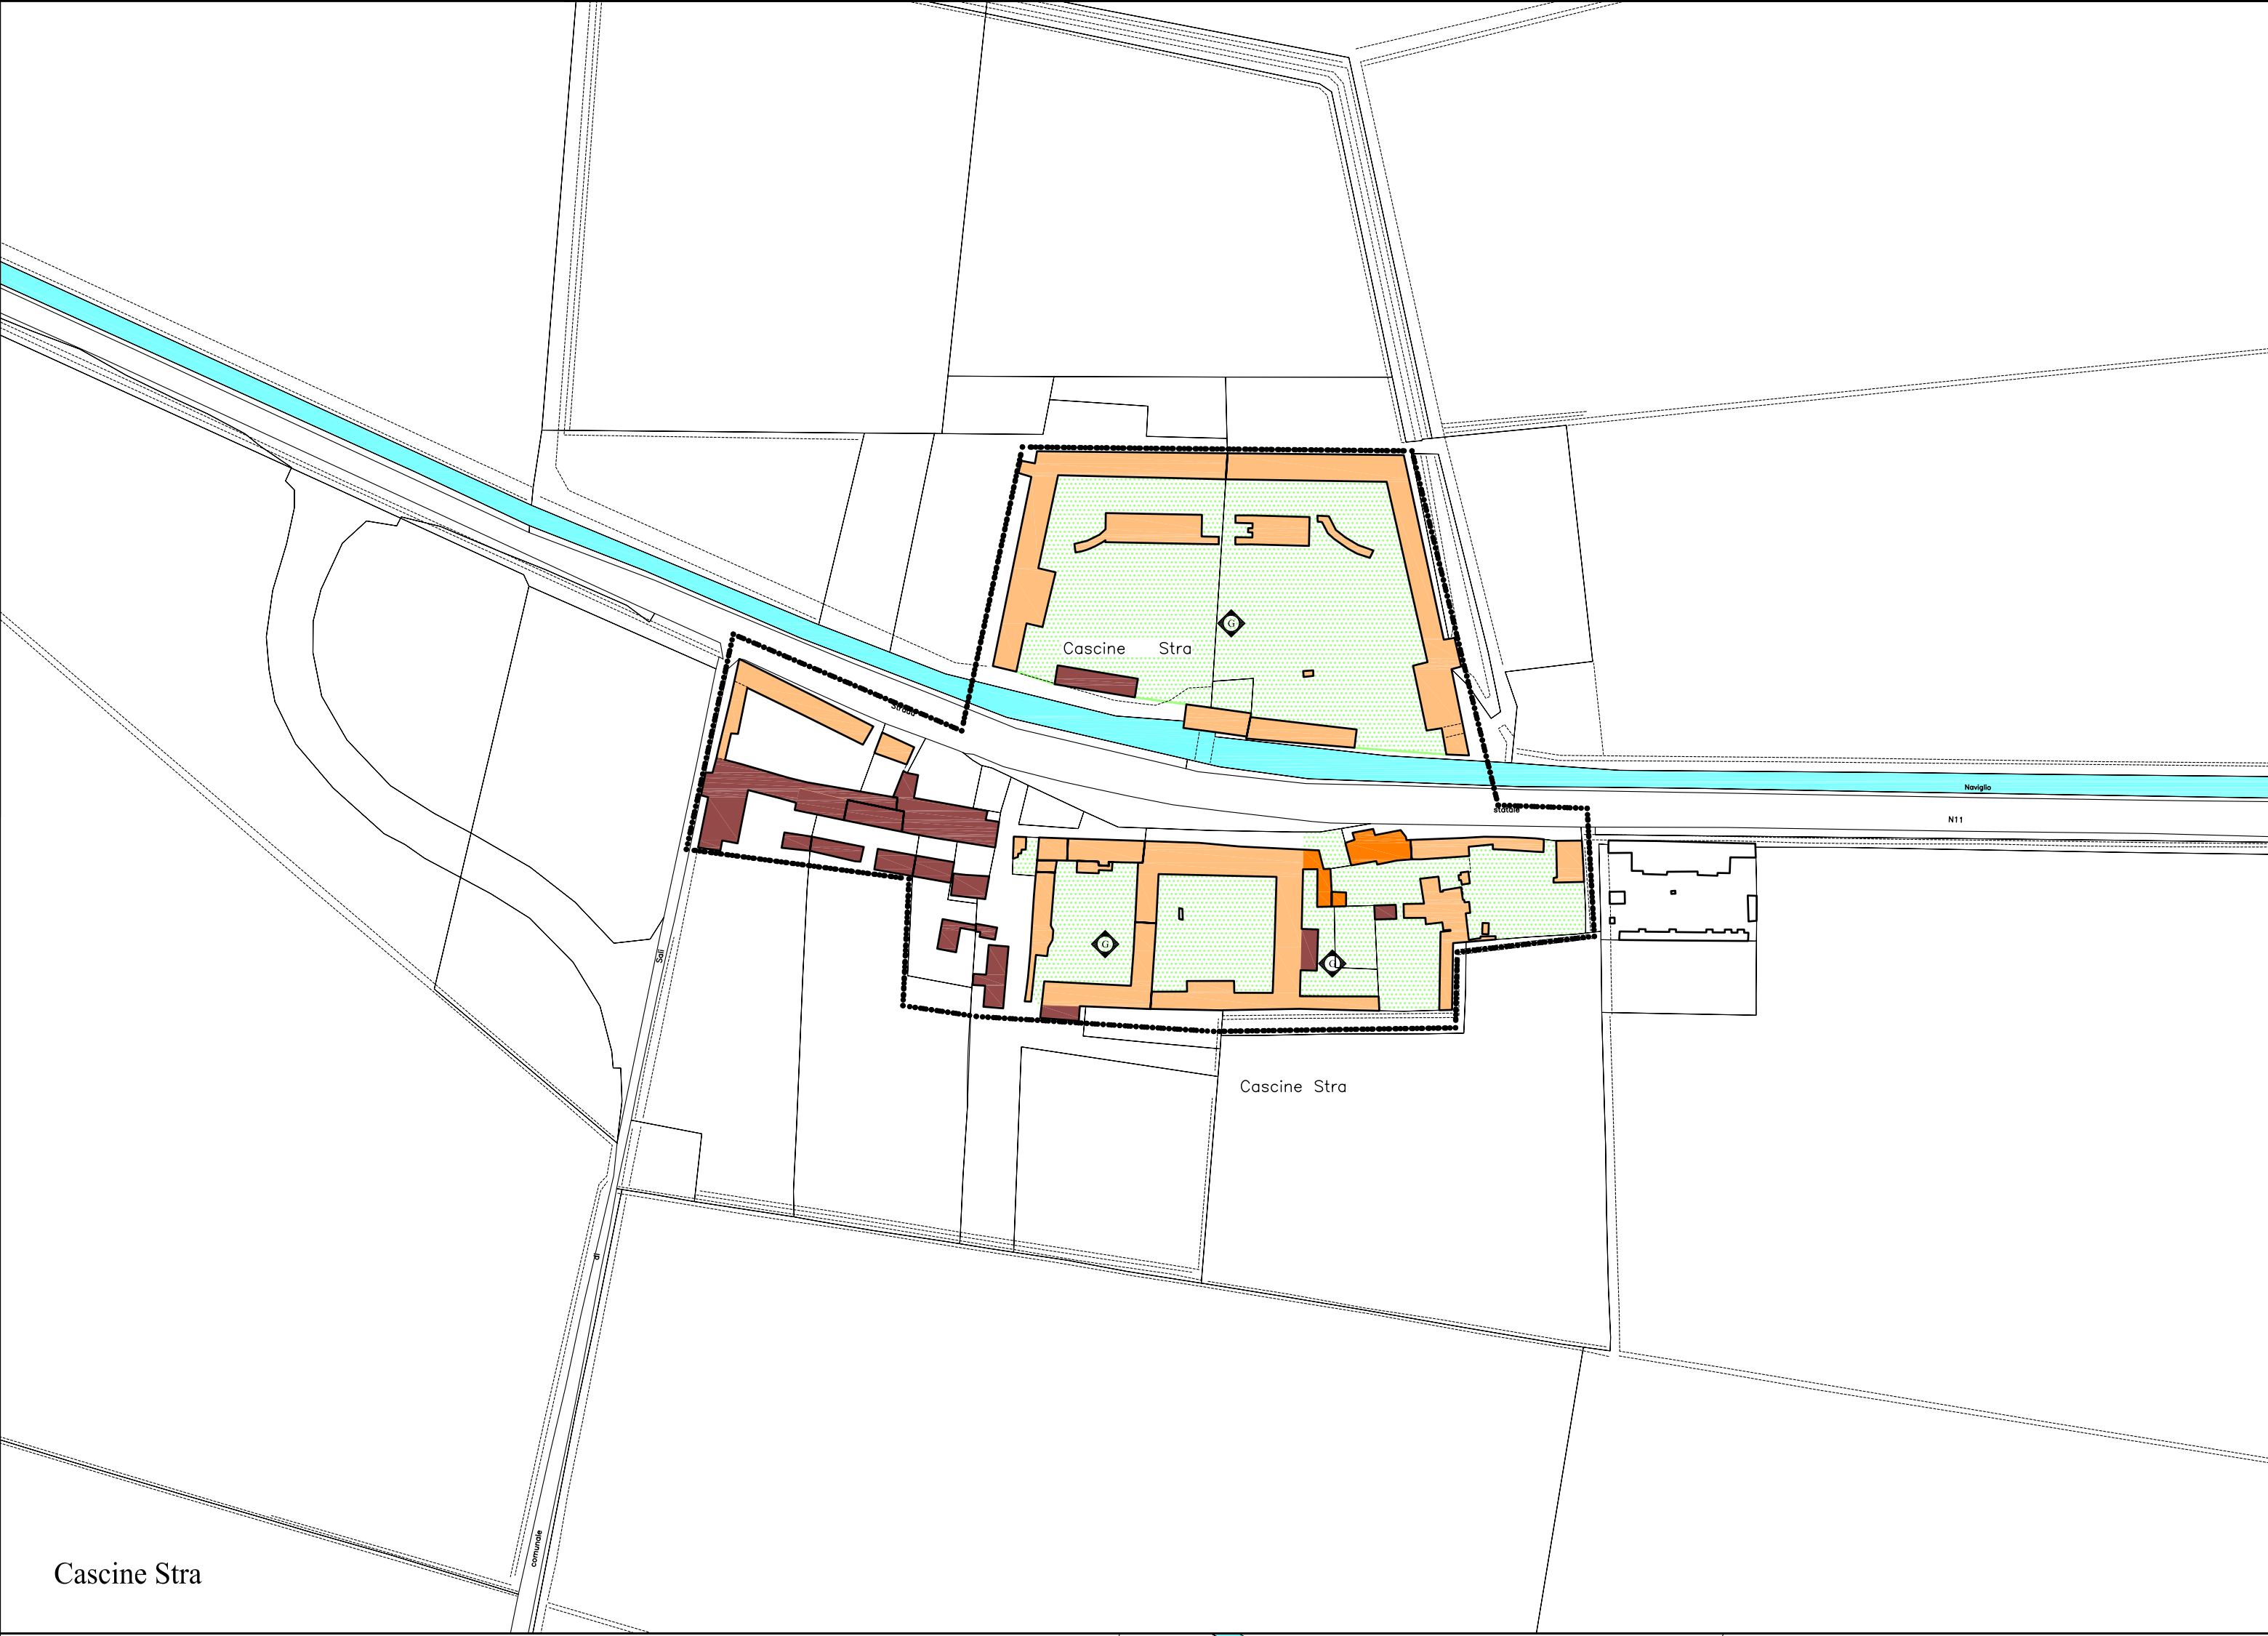 G
Cascine Stra
Strada
Naviglio
statale
N11
G
G
Sali
Cascine Stra
di
comunale
Cascine Stra